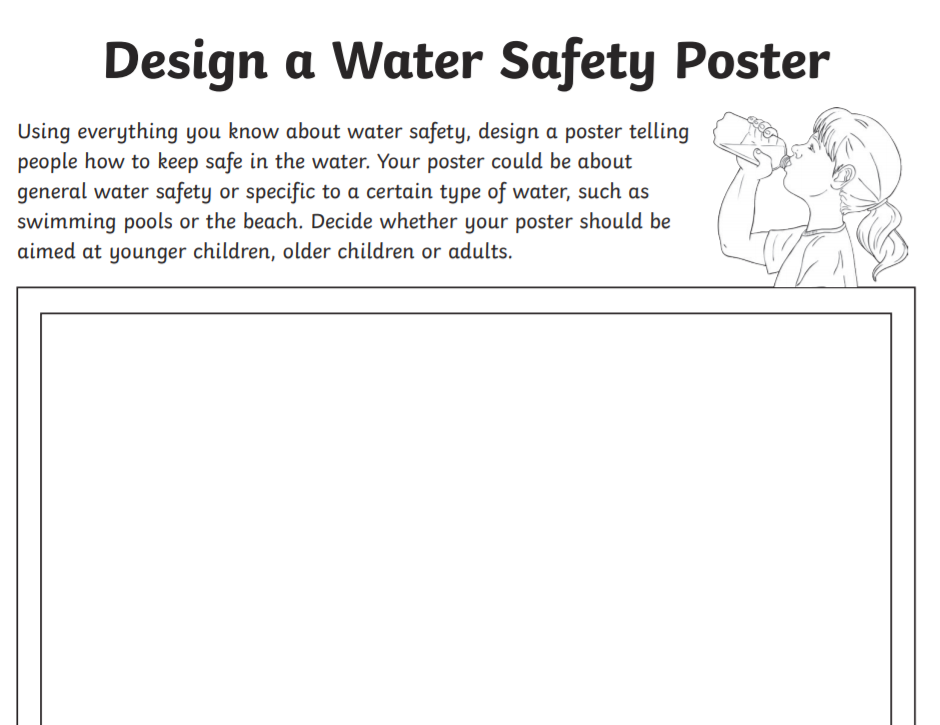 Design a Water Safety Poster
Using everything you know about water safety, design a poster telling
people how to keep safe in the water. Your poster could be about
general water safety or specific to a certain type of water, such as
swimming pools or the beach. Decide whether your poster should be
aimed at younger children, older children or adults.